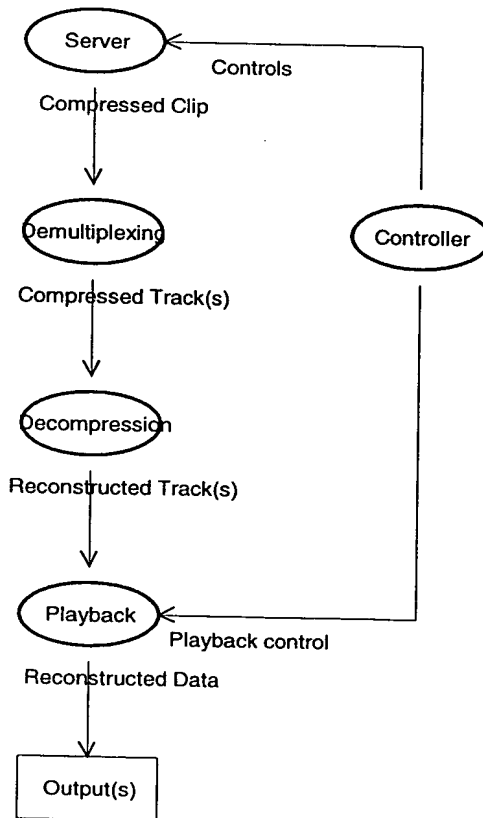 Server
Controls
Compressed Clip
Demultiplexing
Controller
Compressed Track(s)
Decompression
Reconstructed Track(s)
Playback
Playback control
Reconstructed Data
Output(s)